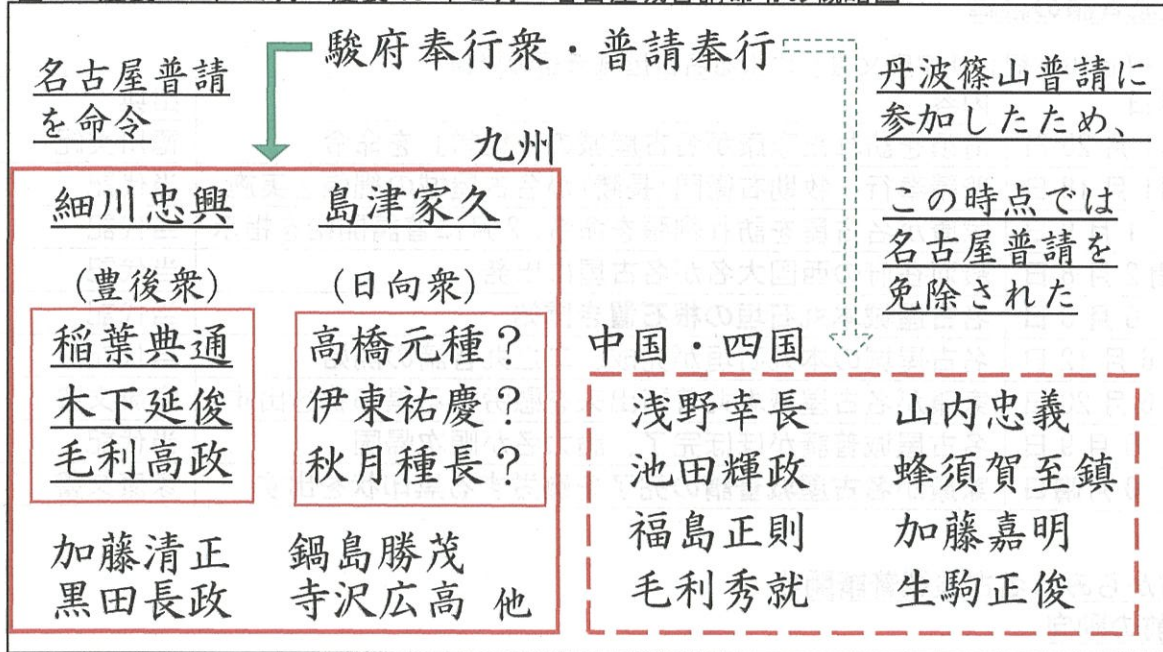 駿府奉行衆・普請奉行
名古屋普請
を命令
九州
細川忠興 島津家久
(豊後衆) (日向衆)
稲葉典通
木下延俊
毛利高政
高橋元種?
伊東祐慶?
秋月種長?
加藤清正 鍋島勝茂
黒田長政 寺沢広高 他
丹波篠山普請に
参加したため、
この時点では
名古屋普請を
免除された
中国・四国
浅野幸長 山内忠義
池田輝政 蜂須賀至鎮
福島正則 加藤嘉明
毛利秀就 生駒正俊